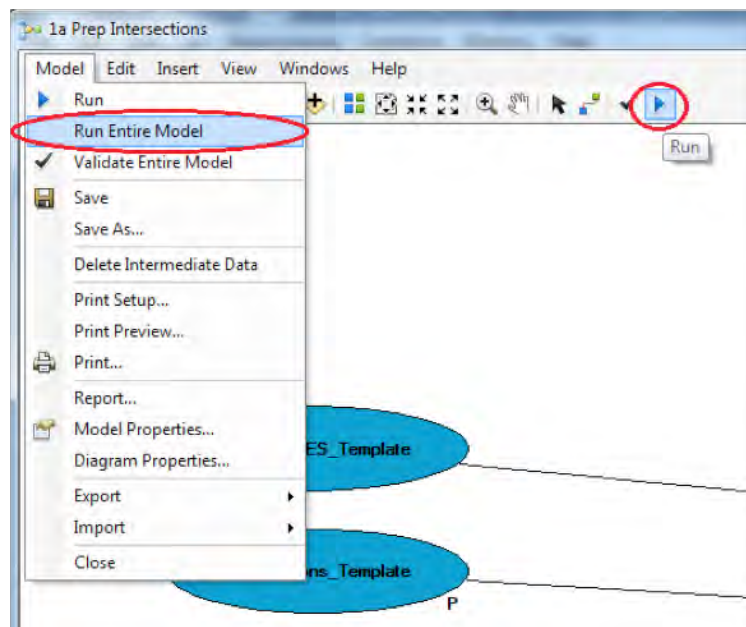 1a Prep Intersections
Model Edit Insert View Windows Help
Run
Run Entire Model
Validate Entire Model
Save
Save As...
Delete Intermediate Data
Print Setup...
Print Preview...
Print...
Report...
Model Properties...
Diagram Properties...
Export
Import
Close
Run
ES_Template
ns_Template
P